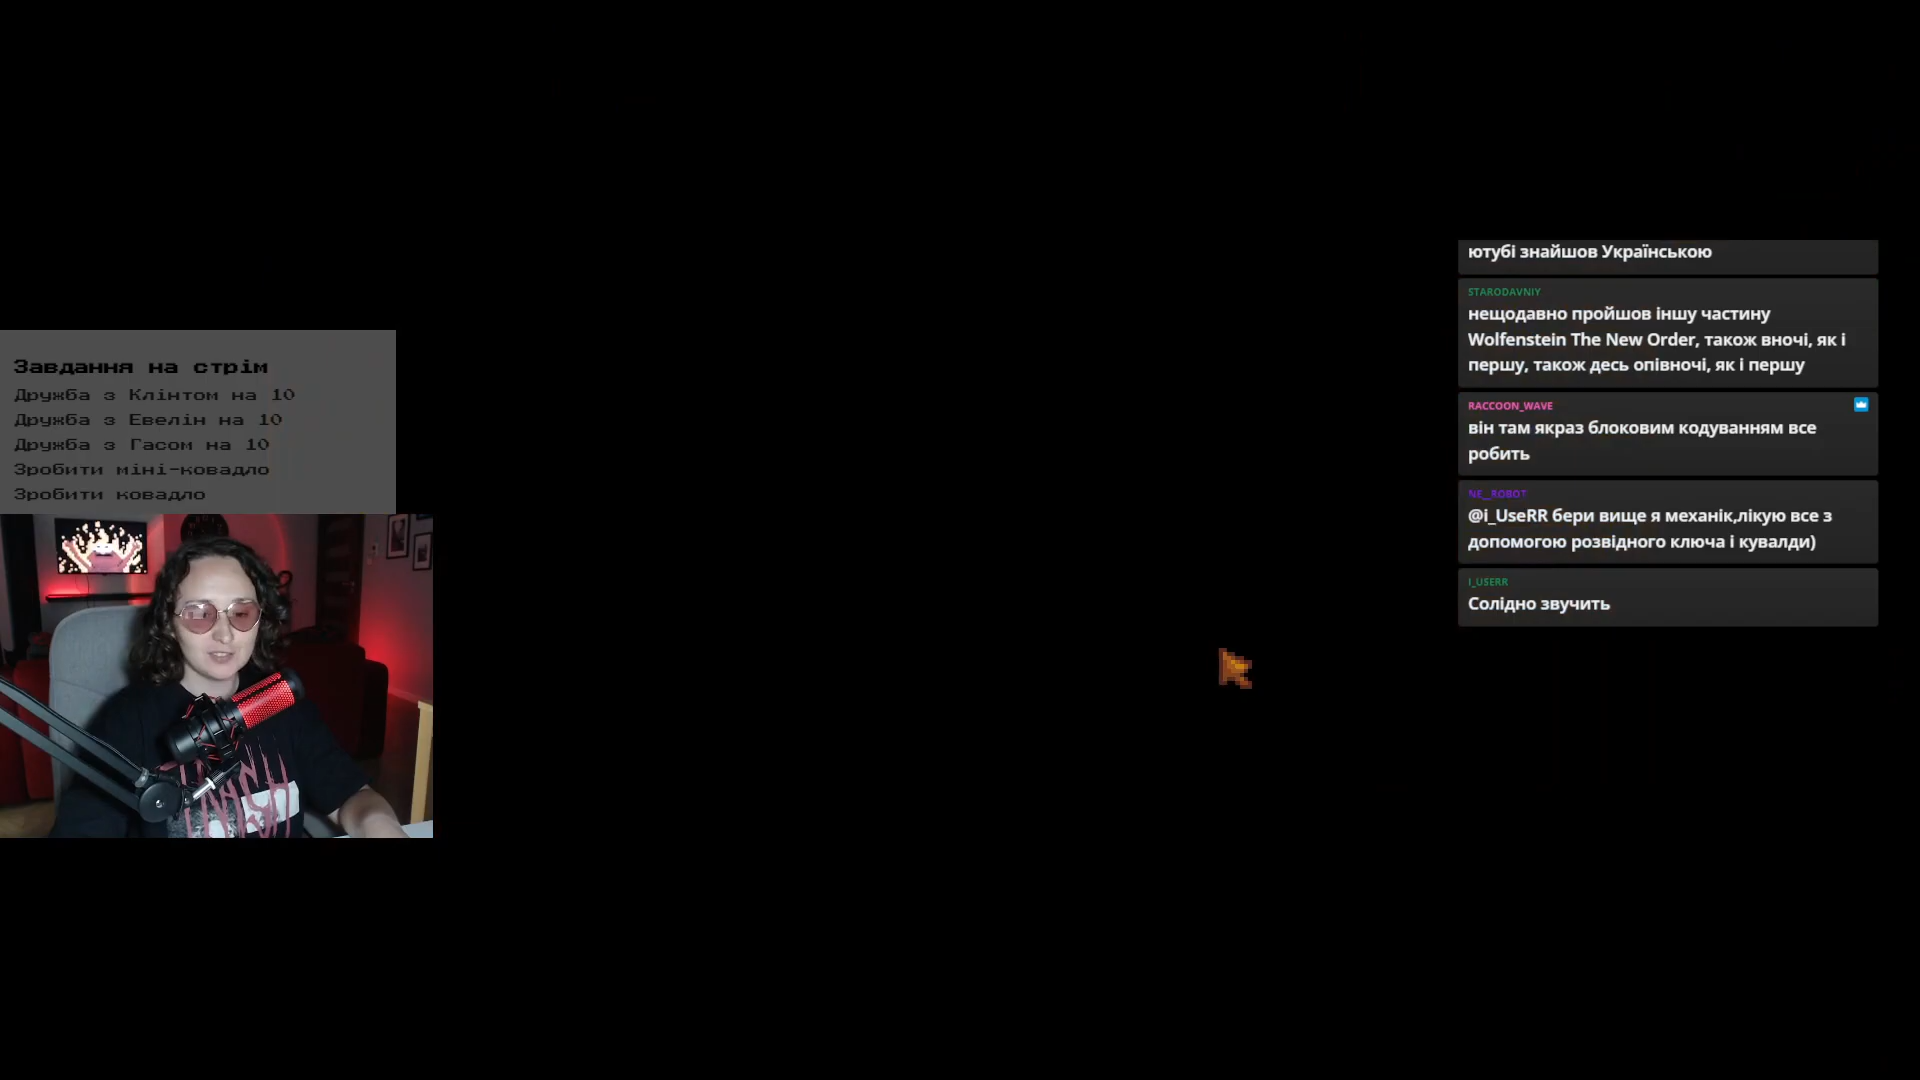 ютубі знайшов Українською
STARODAVNIY
нещодавно пройшов іншу частину
Wolfenstein The New Order, також вночі, як і
першу, також десь опівночі, як і першу
RACCOON_WAVE
він там якраз блоковим кодуванням все
робить
NE__ROBOT
@i_UseRR бери вище я механік,лікую все з
допомогою розвідного ключа і кувалди)
I_USERR
Солідно звучить
Завдання на стрім
Дружба з Клінтом на 10
Дружба з Евелін на 10
Дружба з Гасом на 10
Зробити міні-ковадло
Зробити ковадло